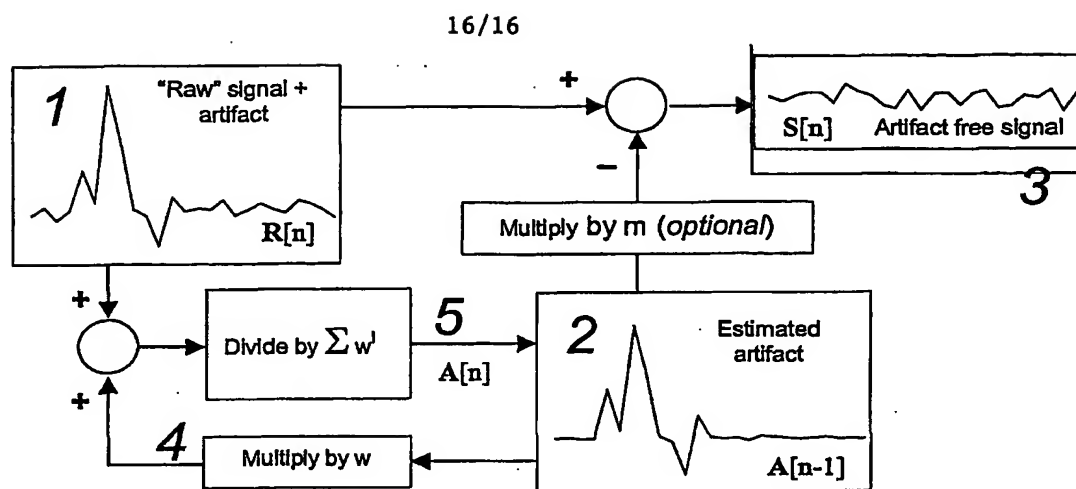 16/16
1
"Raw" signal +
artifact
R[n]
+
−
S[n] Artifact free signal
3
Multiply by m (optional)
+
+
Divide by Σ wⁱ
5
A[n]
2
Estimated
artifact
A[n-1]
4
Multiply by w